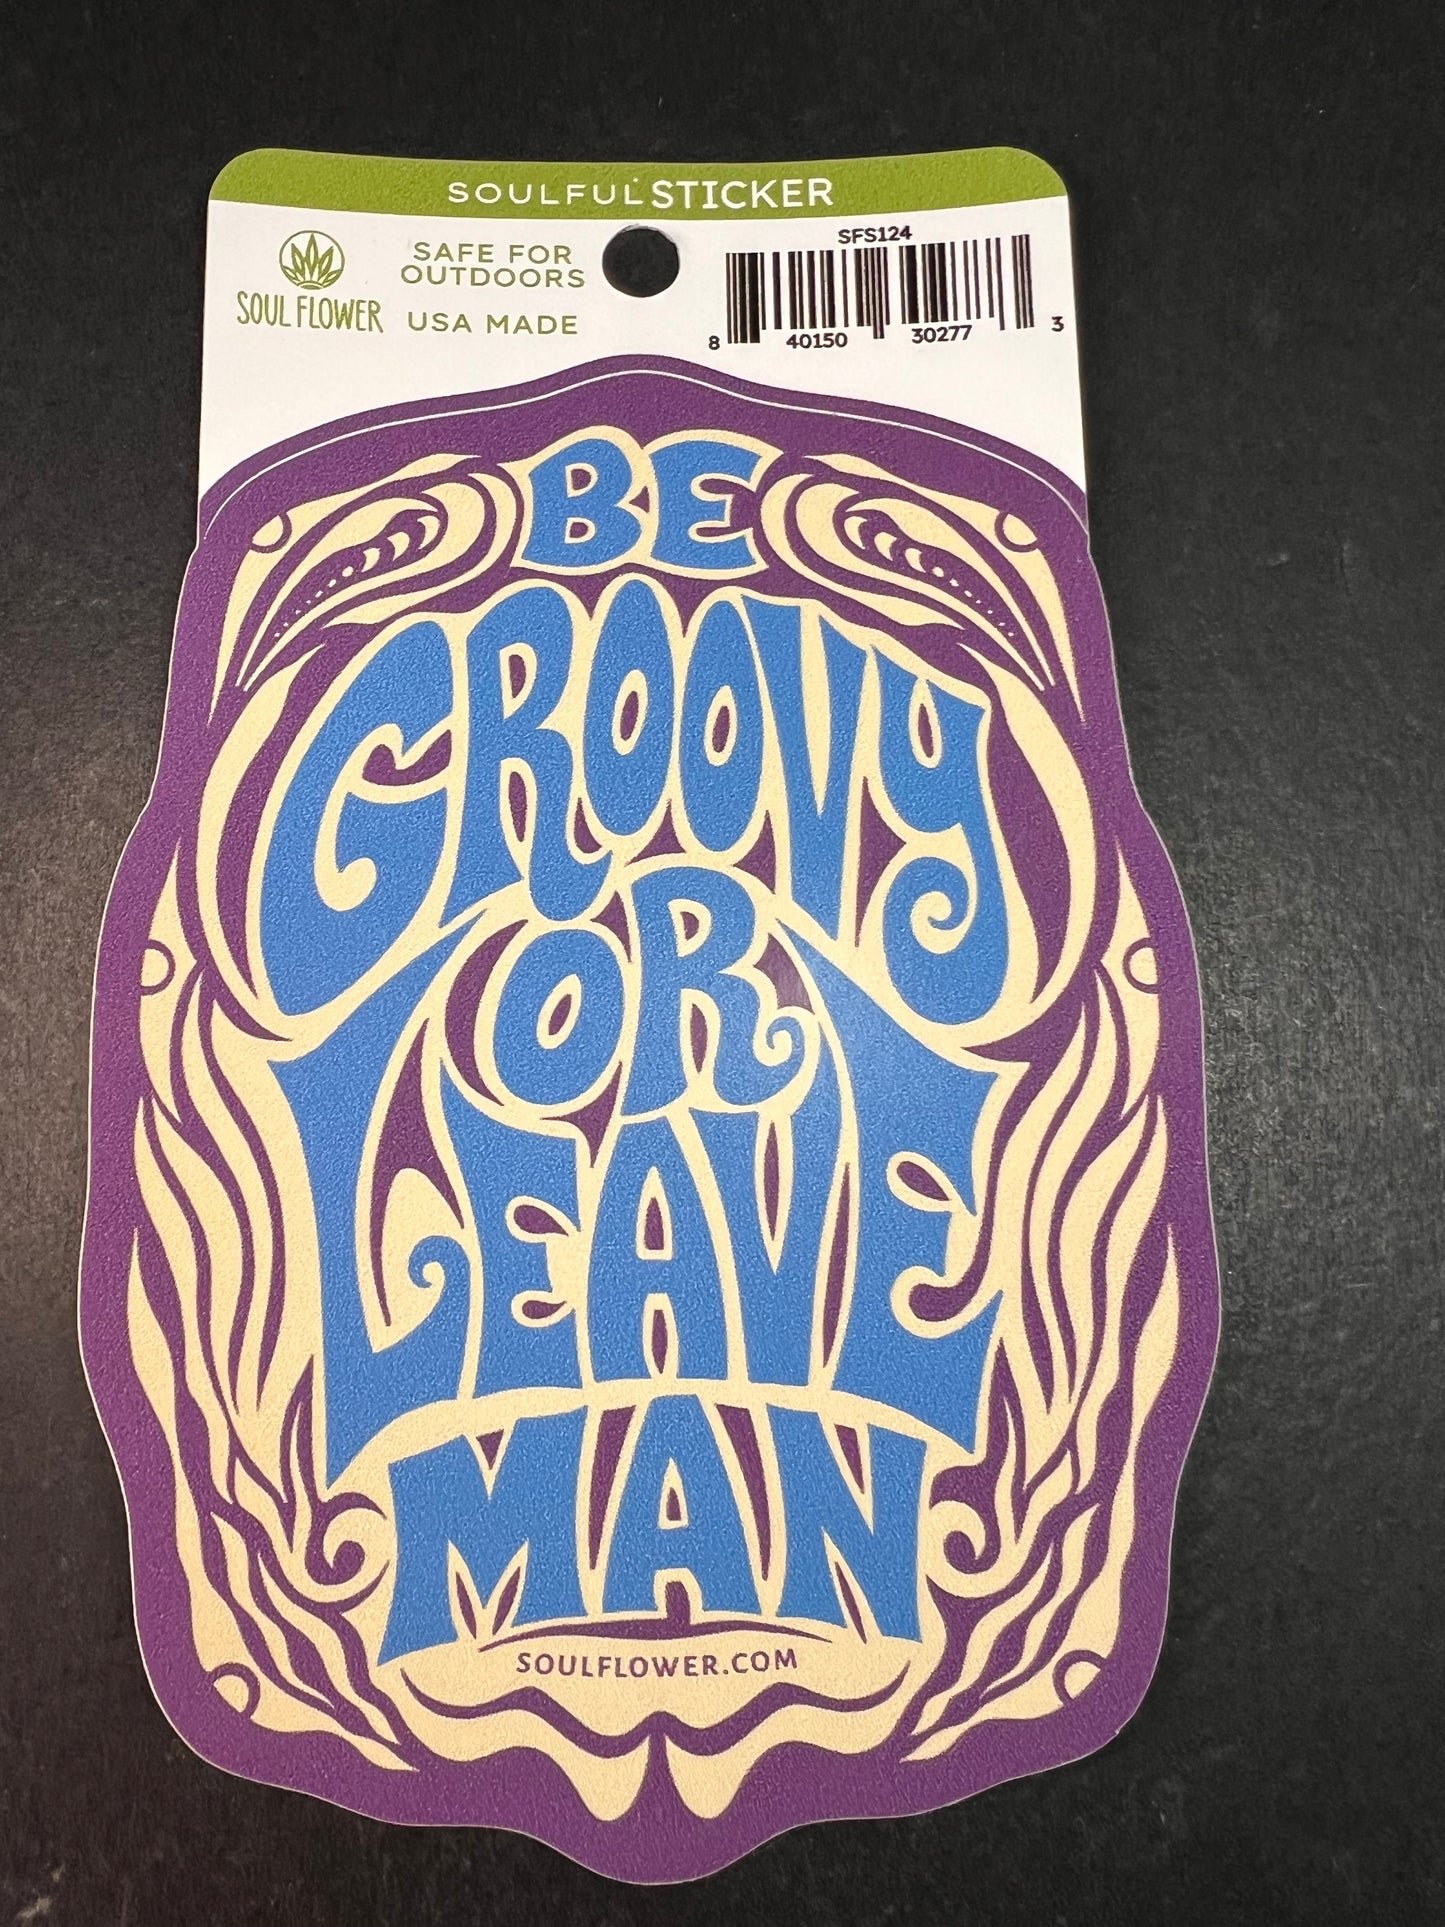 SOULFUL STICKER
SOUL FLOWER
SAFE FOR
OUTDOORS
USA MADE
SFS124
8 40150 30277 3
BE
GROOVY
OR
LEAVE
MAN
SOULFLOWER.COM